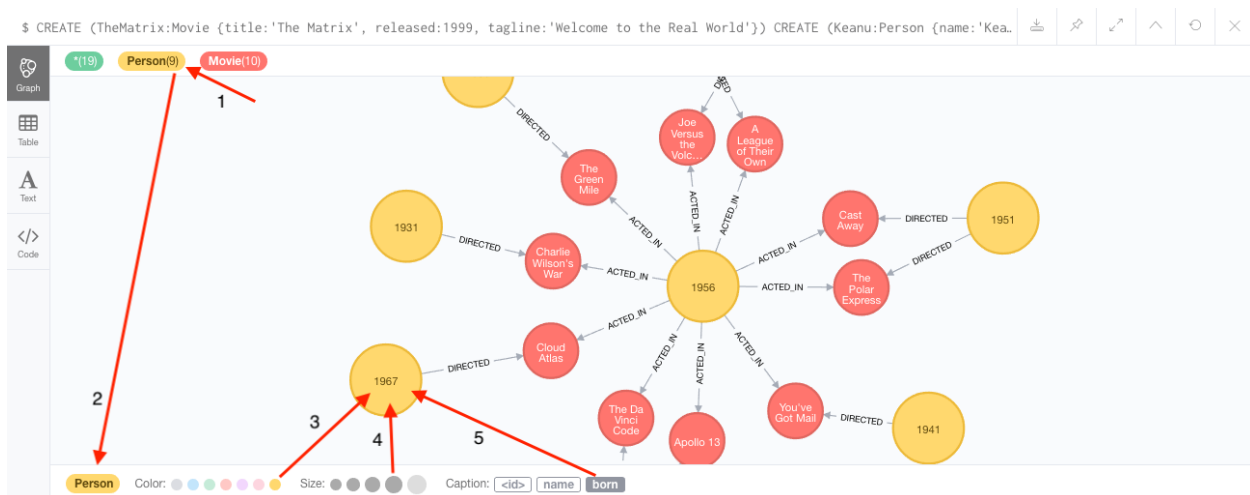 $ CREATE (TheMatrix:Movie {title:'The Matrix', released:1999, tagline:'Welcome to the Real World'}) CREATE (Keanu:Person {name:'Kea…
*(19) Person(9) Movie(10)
Graph
Table
A
Text
</>
Code
1
DIRECTED
Joe
Versus
the
Volc…
A
League
of Their
Own
The
Green
Mile
ACTED_IN
ACTED_IN
ACTED_IN
1931
DIRECTED
Charlie
Wilson's
War
ACTED_IN
1956
ACTED_IN
Cast
Away
DIRECTED
1951
DIRECTED
ACTED_IN
The
Polar
Express
ACTED_IN
Cloud
Atlas
DIRECTED
1967
ACTED_IN
ACTED_IN
ACTED_IN
The Da
Vinci
Code
Apollo 13
You've
Got Mail
DIRECTED
1941
2
3
4
5
Person Color: Size: Caption: <id> name born